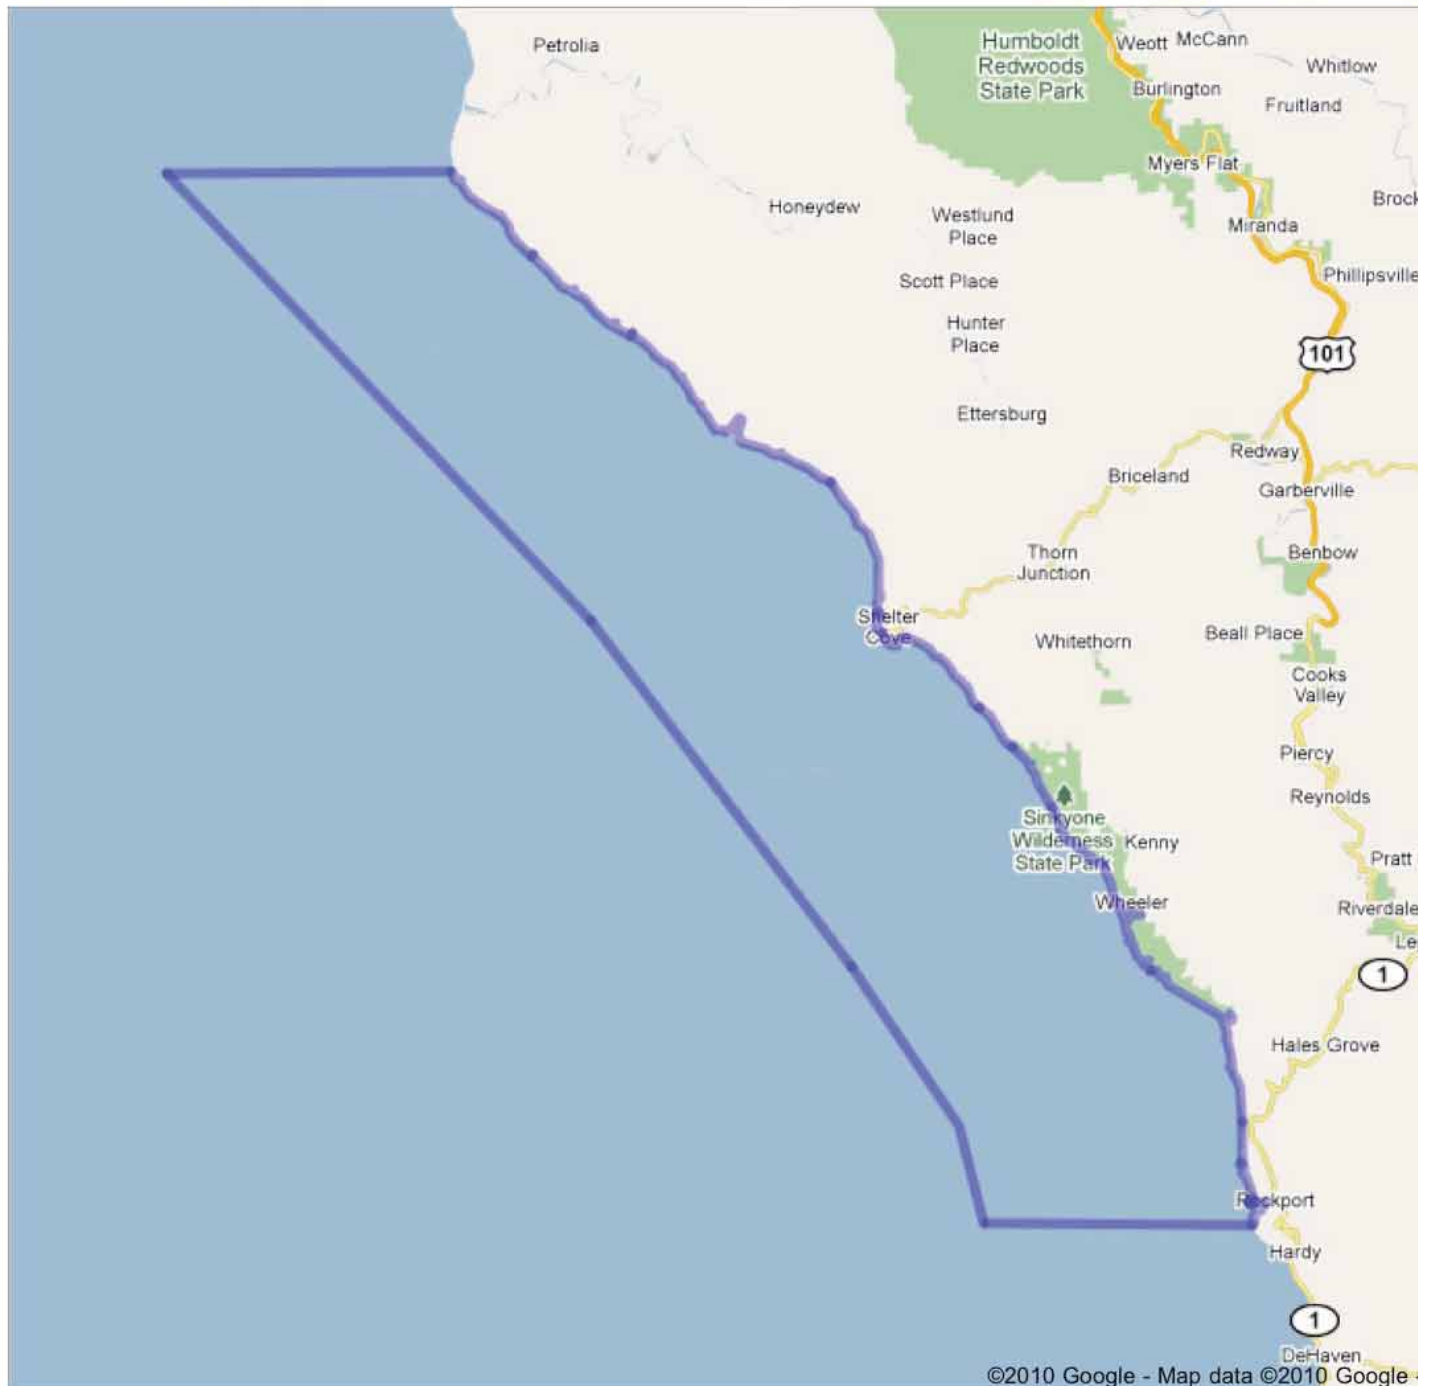 Petrolia
Humboldt
Redwoods
State Park
Weott
McCann
Whitlow
Burlington
Fruitland
Myers Flat
Honeydew
Westlund
Place
Brock
Miranda
Scott Place
Phillipsville
Hunter
Place
101
Ettersburg
Redway
Briceland
Garberville
Thorn
Junction
Benbow
Shelter
Cove
Whitethorn
Beall Place
Cooks
Valley
Piercy
Reynolds
Sinkyone
Wilderness
State Park
Kenny
Pratt
Wheeler
Riverdale
Le
1
Hales Grove
Rockport
Hardy
1
DeHaven
©2010 Google - Map data ©2010 Google -